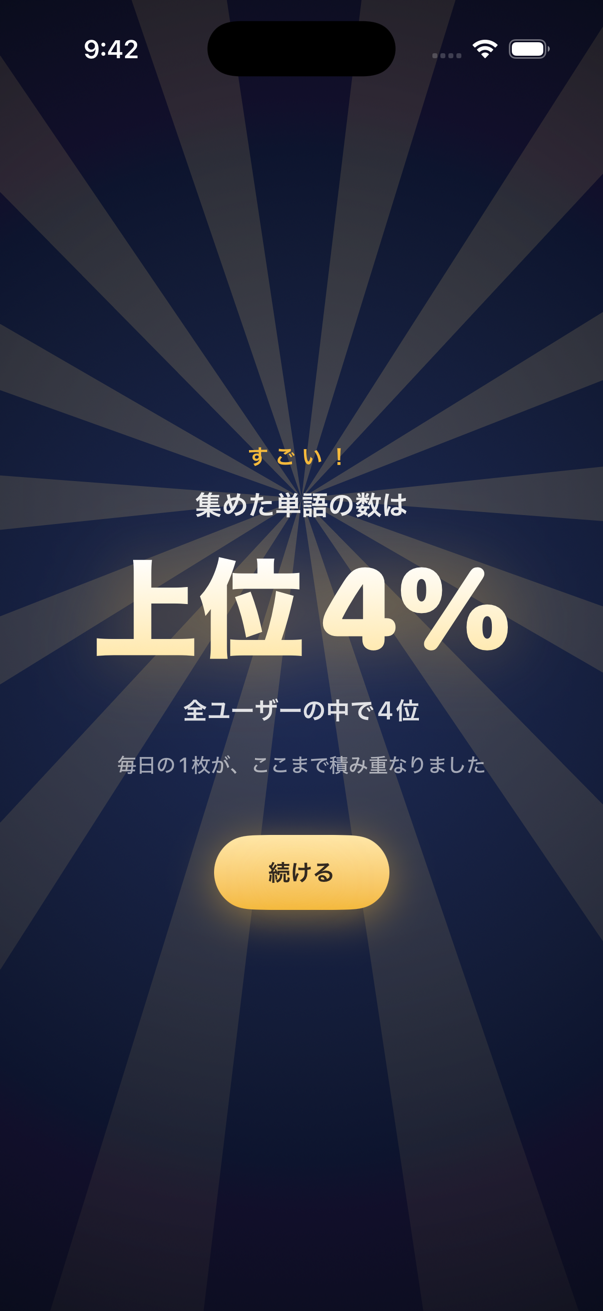 9:42
すごい！
集めた単語の数は
上位 4%
全ユーザーの中で4位
毎日の1枚が、ここまで積み重なりました
続ける